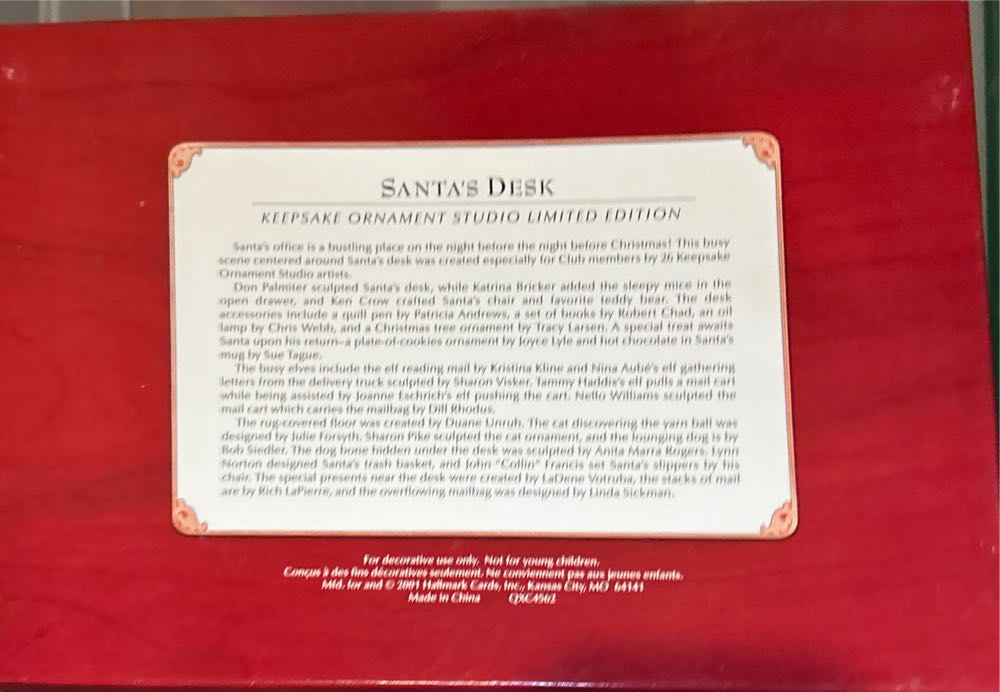 SANTA'S DESK
KEEPSAKE ORNAMENT STUDIO LIMITED EDITION
Santa's office is a bustling place on the night before the night before Christmas! This busy
scene centered around Santa's desk was created especially for Club members by 26 Keepsake
Ornament Studio artists.
Don Palmiter sculpted Santa's desk, while Katrina Bricker added the sleepy mice in the
open drawer, and Ken Crow crafted Santa's chair and favorite teddy bear. The desk
accessories include a quill pen by Patricia Andrews, a set of books by Robert Chad, an oil
lamp by Chris Webb, and a Christmas tree ornament by Tracy Larsen. A special treat awaits
Santa upon his return–a plate-of-cookies ornament by Joyce Lyle and hot chocolate in Santa's
mug by Sue Tague.
The busy elves include the elf reading mail by Kristina Kline and Nina Aubé's elf gathering
letters from the delivery truck sculpted by Sharon Visker. Tammy Haddix's elf pulls a mail cart
while being assisted by Joanne Eschrich's elf pushing the cart. Nello Williams sculpted the
mail cart which carries the mailbag by Dill Rhodus.
The rug-covered floor was created by Duane Unruh. The cat discovering the yarn ball was
designed by Julie Forsyth. Sharon Pike sculpted the cat ornament, and the lounging dog is by
Bob Siedler. The dog bone hidden under the desk was sculpted by Anita Marra Rogers. Lynn
Norton designed Santa's trash basket, and John "Collin" Francis set Santa's slippers by his
chair. The special presents near the desk were created by LaDene Votruba, the stacks of mail
are by Rich LaPierre, and the overflowing mailbag was designed by Linda Sickman.
For decorative use only. Not for young children.
Conçus à des fins décoratives seulement. Ne conviennent pas aux jeunes enfants.
Mfd. for and © 2001 Hallmark Cards, Inc., Kansas City, MO 64141
Made in China QXC4562